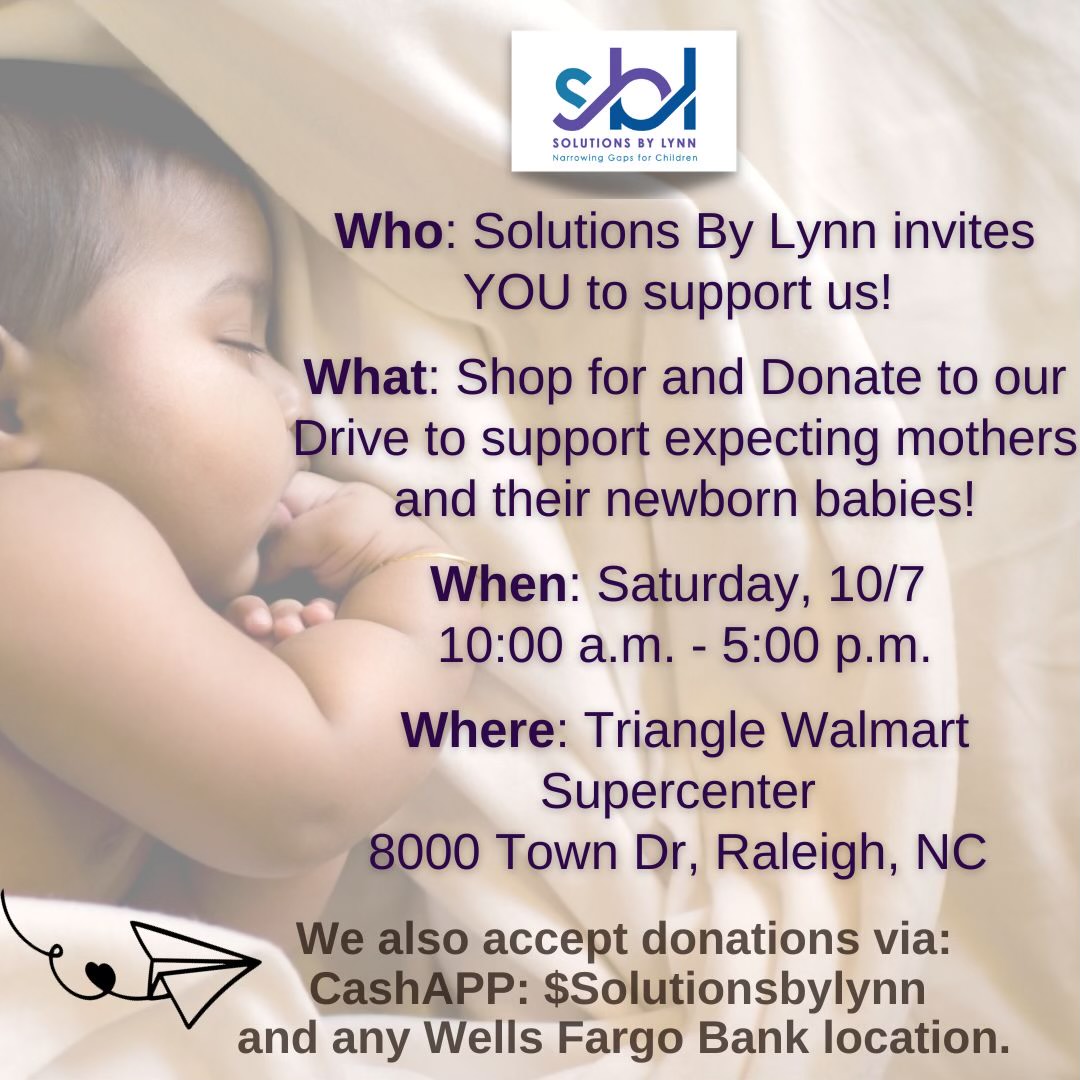 sbl
SOLUTIONS BY LYNN
Narrowing Gaps for Children
Who: Solutions By Lynn invites
YOU to support us!
What: Shop for and Donate to our
Drive to support expecting mothers
and their newborn babies!
When: Saturday, 10/7
10:00 a.m. - 5:00 p.m.
Where: Triangle Walmart
Supercenter
8000 Town Dr, Raleigh, NC
We also accept donations via:
CashAPP: $Solutionsbylynn
and any Wells Fargo Bank location.